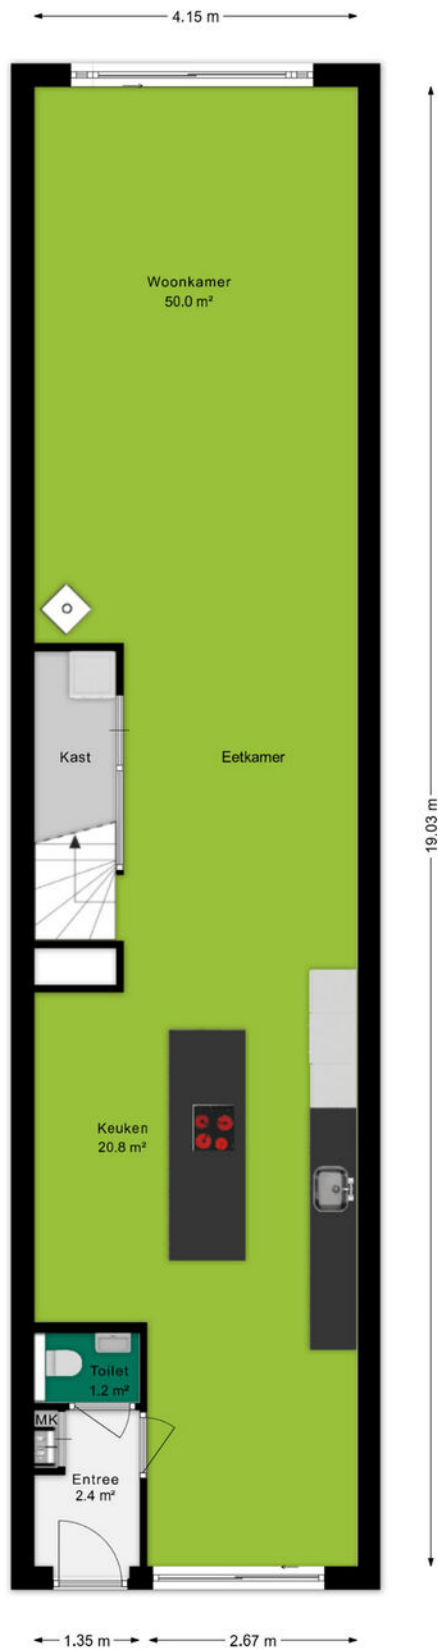 4.15 m
Woonkamer
50.0 m²
Kast
Eetkamer
19.03 m
Keuken
20.8 m²
Toilet
1.2 m²
MK
Entree
2.4 m²
1.35 m
2.67 m